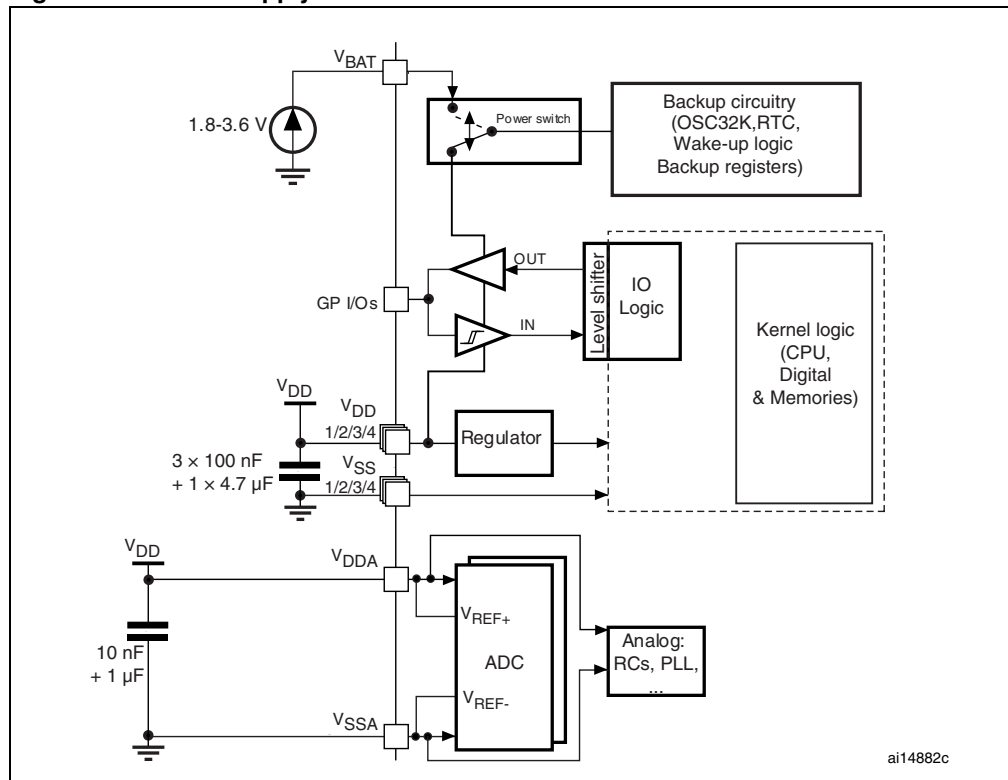 V_BAT
1.8-3.6 V
Power switch
Backup circuitry
(OSC32K,RTC,
Wake-up logic
Backup registers)
GP I/Os
OUT
IN
Level shifter
IO
Logic
Kernel logic
(CPU,
Digital
& Memories)
V_DD
V_DD
1/2/3/4
Regulator
3 × 100 nF
+ 1 × 4.7 µF
V_SS
1/2/3/4
V_DD
V_DDA
V_REF+
10 nF
+ 1 µF
ADC
Analog:
RCs, PLL,
...
V_REF-
V_SSA
ai14882c